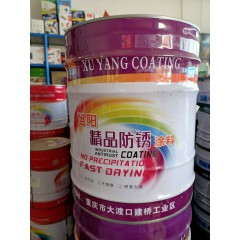 XU YANG COATING
旭阳
精品防锈涂料
INDUSTRIAL
ANTIRUST COATING
NO PRECIPITATION
FAST DRYING
重庆市大渡口建桥工业区